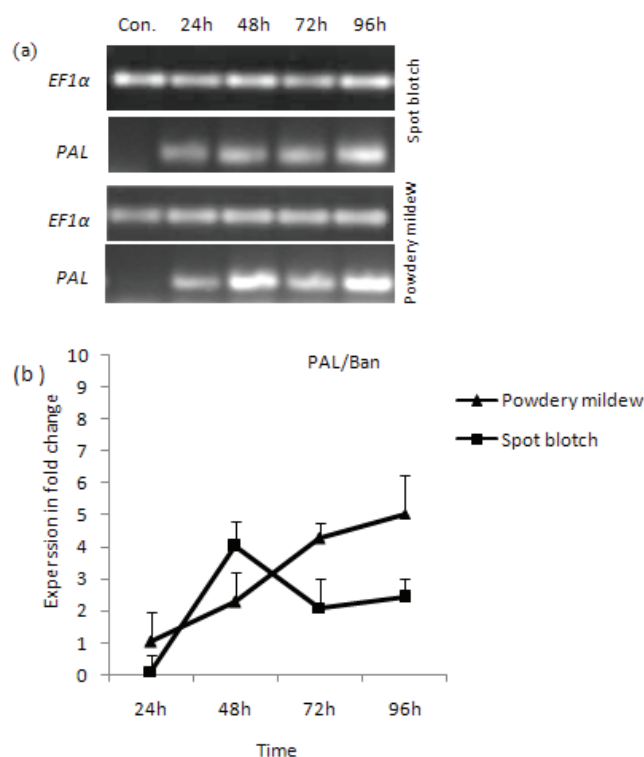 Con. 24h 48h 72h 96h
(a)
EF1α
PAL
Spot blotch
EF1α
PAL
Powdery mildeW
(b )
PAL/Ban
10
9
8
7
6
5
4
3
2
1
0
Experssion in fold change
24h 48h 72h 96h
Time
Powdery mildew
Spot blotch